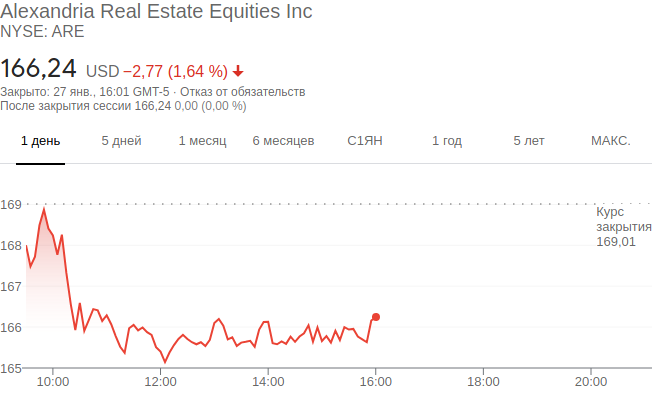 Alexandria Real Estate Equities Inc
NYSE: ARE
166,24 USD −2,77 (1,64 %)
Закрыто: 27 янв., 16:01 GMT-5 · Отказ от обязательств
После закрытия сессии 166,24 0,00 (0,00 %)
1 день 5 дней 1 месяц 6 месяцев С1ЯН 1 год 5 лет МАКС.
169
Курс
закрытия
169,01
168
167
166
165
10:00 12:00 14:00 16:00 18:00 20:00